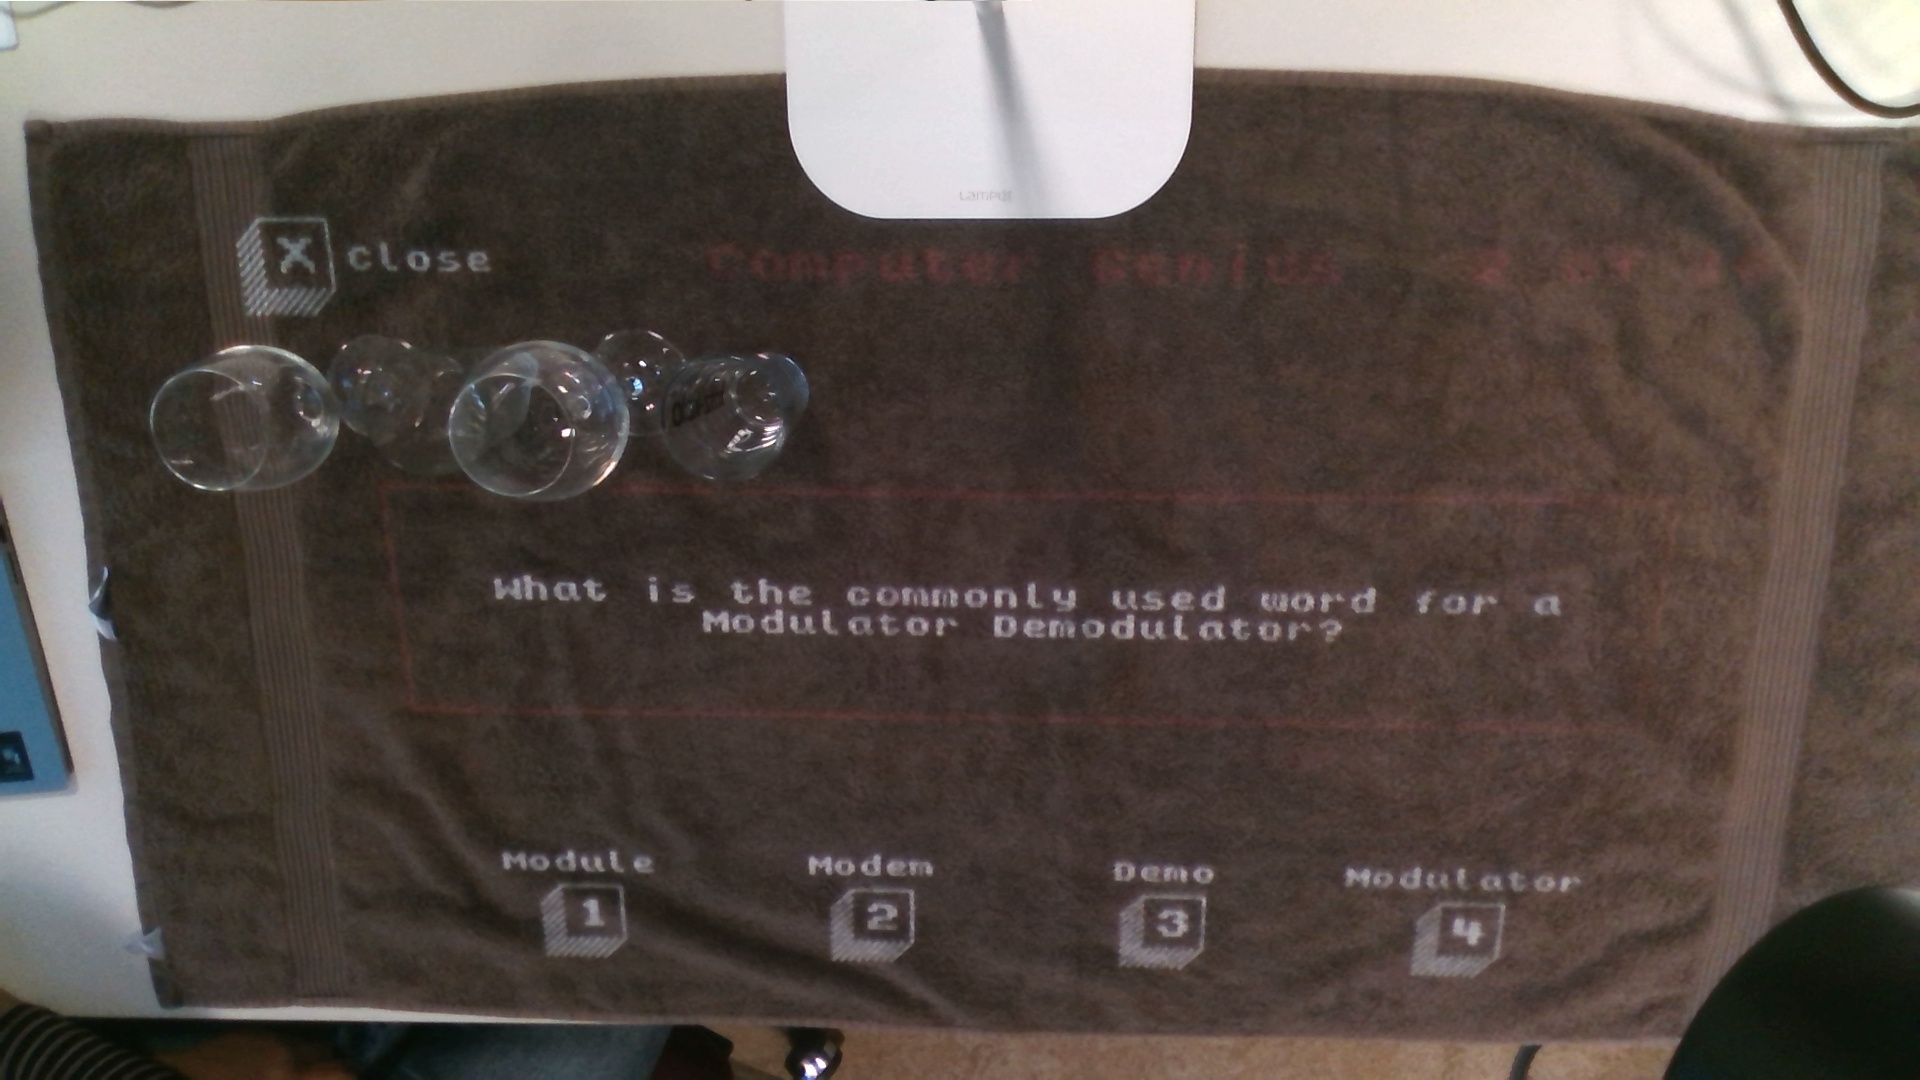 Lampix
X close
Computer Genius
What is the commonly used word for a
Modulator Demodulator?
Module Modem Demo Modulator
1 2 3 4